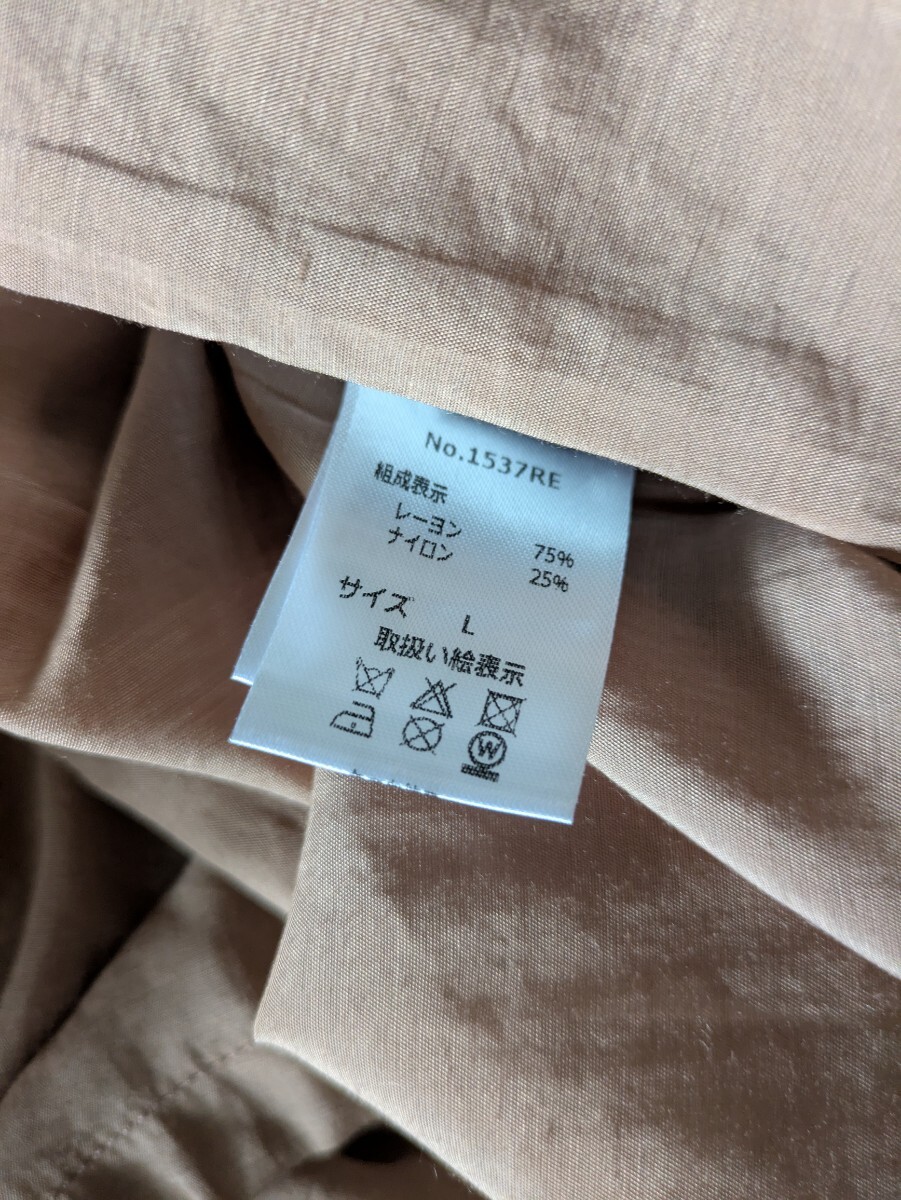 No.1537RE
組成表示
レーヨン 75%
ナイロン 25%
サイズ L
取扱い絵表示
W